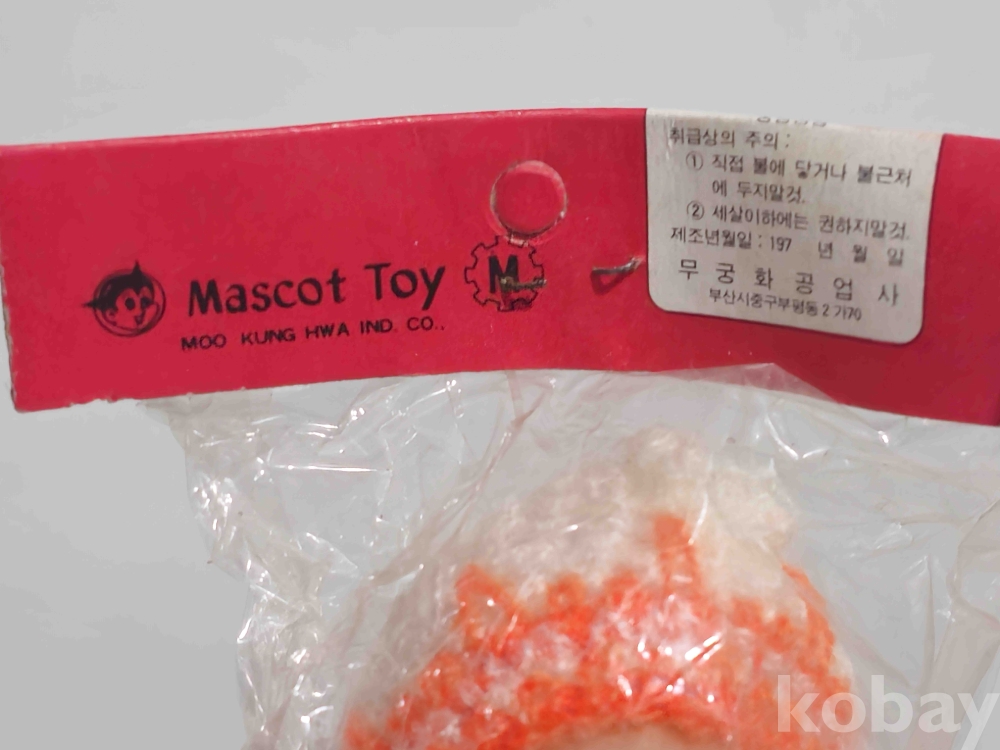 취급상의 주의 :
① 직접 불에 닿거나 불근처
에 두지말것.
② 세살이하에는 권하지말것.
제조년월일 : 197 년 월 일
무궁화공업사
부산시중구부평동2가70
Mascot Toy
M
MOO KUNG HWA IND. CO.,
kobay